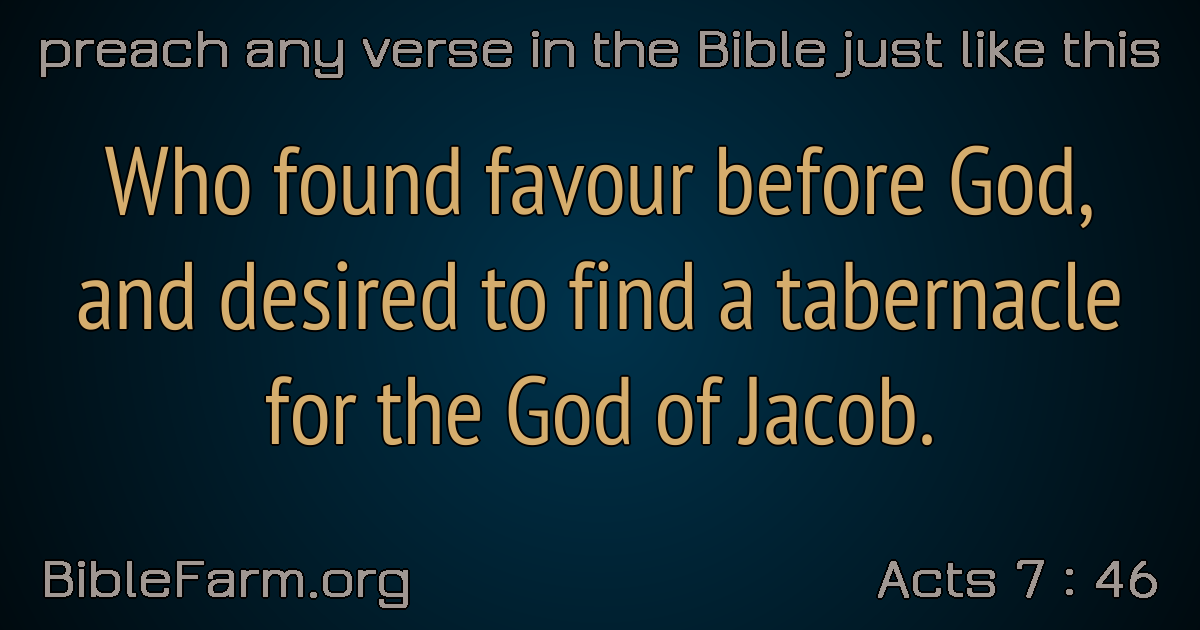 preach any verse in the Bible just like this
Who found favour before God,
and desired to find a tabernacle
for the God of Jacob.
BibleFarm.org
Acts 7 : 46